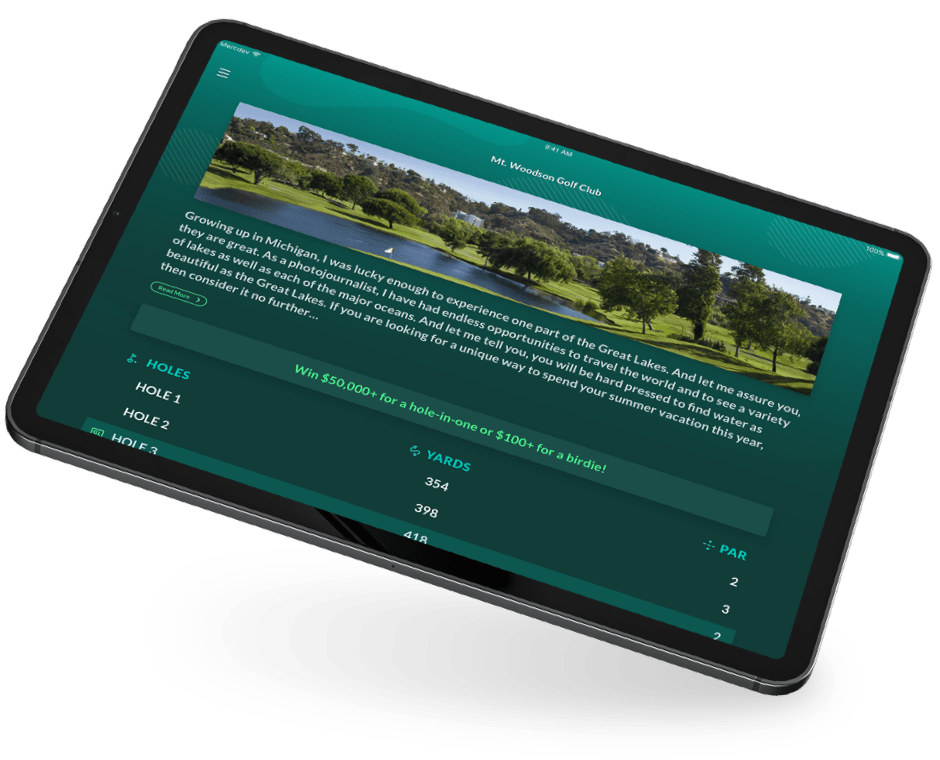 Mercdev
9:41 AM
100%
Mt. Woodson Golf Club
Growing up in Michigan, I was lucky enough to experience one part of the Great Lakes. And let me assure you,
they are great. As a photojournalist, I have had endless opportunities to travel the world and to see a variety
of lakes as well as each of the major oceans. And let me tell you, you will be hard pressed to find water as
beautiful as the Great Lakes. If you are looking for a unique way to spend your summer vacation this year,
then consider it no further...
Read More
Win $50,000+ for a hole-in-one or $100+ for a birdie!
HOLES YARDS PAR
HOLE 1 354 2
HOLE 2 398 3
HOLE 3 418 2